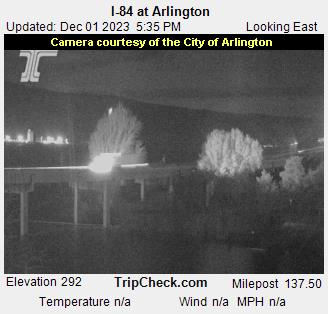 I-84 at Arlington
Updated: Dec 01 2023 5:35 PM Looking East
Camera courtesy of the City of Arlington
Elevation 292 TripCheck.com Milepost 137.50
Temperature n/a Wind n/a MPH n/a